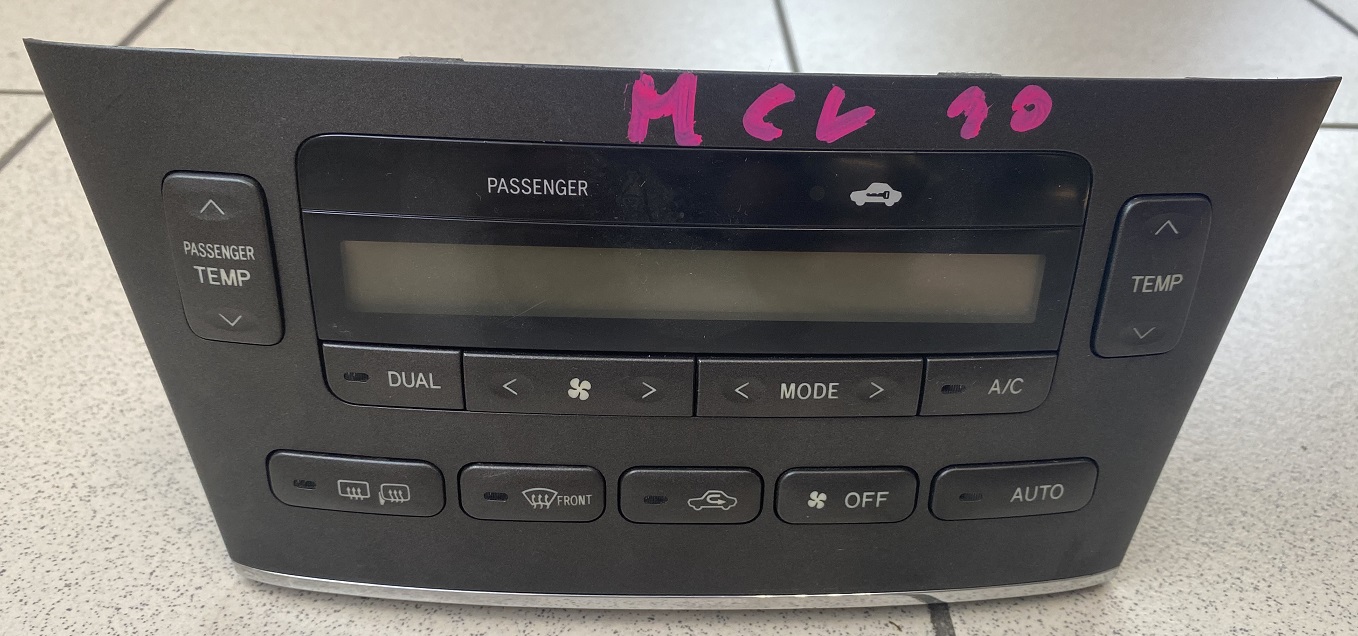 MCV 10
PASSENGER
PASSENGER
TEMP
TEMP
DUAL
< > < MODE > A/C
FRONT
OFF
AUTO